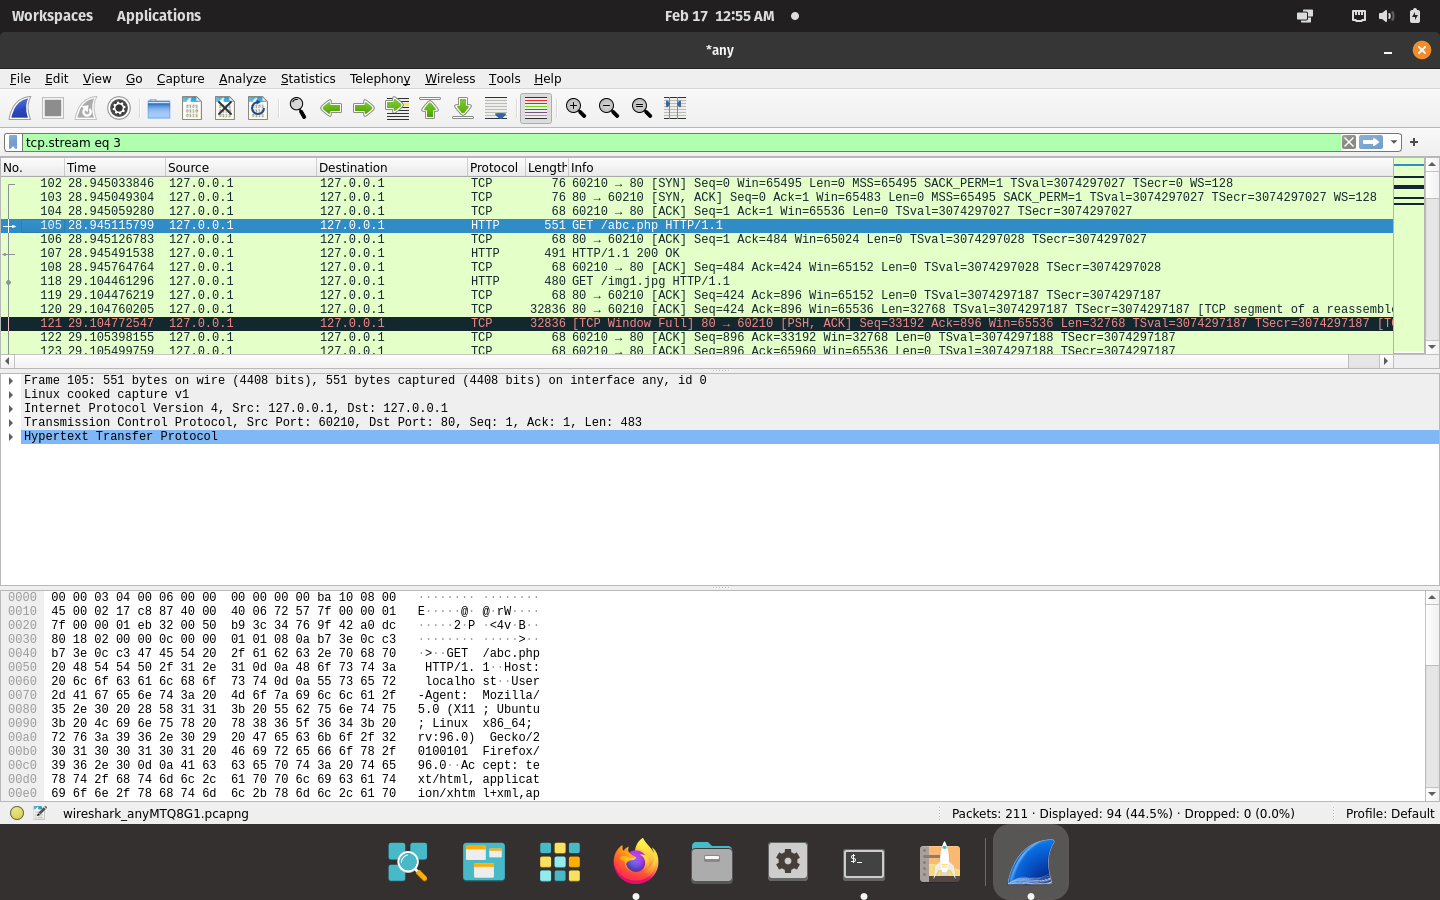 Workspaces Applications Feb 17 12:55 AM
*any
File Edit View Go Capture Analyze Statistics Telephony Wireless Tools Help
tcp.stream eq 3
No. Time Source Destination Protocol Length Info
102 28.945033846 127.0.0.1 127.0.0.1 TCP 76 60210 → 80 [SYN] Seq=0 Win=65495 Len=0 MSS=65495 SACK_PERM=1 TSval=3074297027 TSecr=0 WS=128
103 28.945049304 127.0.0.1 127.0.0.1 TCP 76 80 → 60210 [SYN, ACK] Seq=0 Ack=1 Win=65483 Len=0 MSS=65495 SACK_PERM=1 TSval=3074297027 TSecr=3074297027 WS=128
104 28.945059280 127.0.0.1 127.0.0.1 TCP 68 60210 → 80 [ACK] Seq=1 Ack=1 Win=65536 Len=0 TSval=3074297027 TSecr=3074297027
105 28.945115799 127.0.0.1 127.0.0.1 HTTP 551 GET /abc.php HTTP/1.1
106 28.945126783 127.0.0.1 127.0.0.1 TCP 68 80 → 60210 [ACK] Seq=1 Ack=484 Win=65024 Len=0 TSval=3074297028 TSecr=3074297027
107 28.945491538 127.0.0.1 127.0.0.1 HTTP 491 HTTP/1.1 200 OK
108 28.945764764 127.0.0.1 127.0.0.1 TCP 68 60210 → 80 [ACK] Seq=484 Ack=424 Win=65152 Len=0 TSval=3074297028 TSecr=3074297028
118 29.104461296 127.0.0.1 127.0.0.1 HTTP 480 GET /img1.jpg HTTP/1.1
119 29.104476219 127.0.0.1 127.0.0.1 TCP 68 80 → 60210 [ACK] Seq=424 Ack=896 Win=65152 Len=0 TSval=3074297187 TSecr=3074297187
120 29.104760205 127.0.0.1 127.0.0.1 TCP 32836 80 → 60210 [ACK] Seq=424 Ack=896 Win=65536 Len=32768 TSval=3074297187 TSecr=3074297187 [TCP segment of a reassemble
121 29.104772547 127.0.0.1 127.0.0.1 TCP 32836 [TCP Window Full] 80 → 60210 [PSH, ACK] Seq=33192 Ack=896 Win=65536 Len=32768 TSval=3074297187 TSecr=3074297187 [T
122 29.105398155 127.0.0.1 127.0.0.1 TCP 68 60210 → 80 [ACK] Seq=896 Ack=33192 Win=32768 Len=0 TSval=3074297188 TSecr=3074297187
123 29.105499759 127.0.0.1 127.0.0.1 TCP 68 60210 → 80 [ACK] Seq=896 Ack=65960 Win=65536 Len=0 TSval=3074297188 TSecr=3074297187
Frame 105: 551 bytes on wire (4408 bits), 551 bytes captured (4408 bits) on interface any, id 0
Linux cooked capture v1
Internet Protocol Version 4, Src: 127.0.0.1, Dst: 127.0.0.1
Transmission Control Protocol, Src Port: 60210, Dst Port: 80, Seq: 1, Ack: 1, Len: 483
Hypertext Transfer Protocol
0000 00 00 03 04 00 06 00 00 00 00 00 00 ba 10 08 00 ········ ········
0010 45 00 02 17 c8 87 40 00 40 06 72 57 7f 00 00 01 E·····@· @·rW····
0020 7f 00 00 01 eb 32 00 50 b9 3c 34 76 9f 42 a0 dc ·····2·P ·<4v·B··
0030 80 18 02 00 00 0c 00 00 01 01 08 0a b7 3e 0c c3 ········ ·····>··
0040 b7 3e 0c c3 47 45 54 20 2f 61 62 63 2e 70 68 70 ·>··GET /abc.php
0050 20 48 54 54 50 2f 31 2e 31 0d 0a 48 6f 73 74 3a HTTP/1. 1··Host:
0060 20 6c 6f 63 61 6c 68 6f 73 74 0d 0a 55 73 65 72 localho st··User
0070 2d 41 67 65 6e 74 3a 20 4d 6f 7a 69 6c 6c 61 2f -Agent: Mozilla/
0080 35 2e 30 20 28 58 31 31 3b 20 55 62 75 6e 74 75 5.0 (X11 ; Ubuntu
0090 3b 20 4c 69 6e 75 78 20 78 38 36 5f 36 34 3b 20 ; Linux x86_64;
00a0 72 76 3a 39 36 2e 30 29 20 47 65 63 6b 6f 2f 32 rv:96.0) Gecko/2
00b0 30 31 30 30 31 30 31 20 46 69 72 65 66 6f 78 2f 0100101 Firefox/
00c0 39 36 2e 30 0d 0a 41 63 63 65 70 74 3a 20 74 65 96.0··Ac cept: te
00d0 78 74 2f 68 74 6d 6c 2c 61 70 70 6c 69 63 61 74 xt/html, applicat
00e0 69 6f 6e 2f 78 68 74 6d 6c 2b 78 6d 6c 2c 61 70 ion/xhtm l+xml,ap
wireshark_anyMTQ8G1.pcapng Packets: 211 · Displayed: 94 (44.5%) · Dropped: 0 (0.0%) Profile: Default
$_